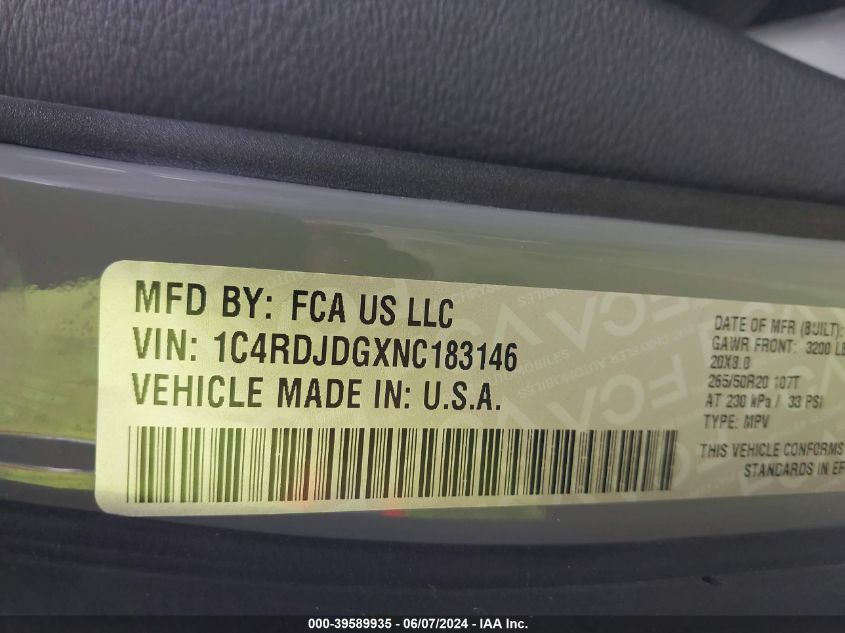 MFD BY: FCA US LLC
VIN: 1C4RDJDGXNC183146
VEHICLE MADE IN: U.S.A.
DATE OF MFR (BUILT):
GAWR FRONT: 3200 LB
20X8.0
265/50R20 107T
AT 230 kPa / 33 PSI
TYPE: MPV
THIS VEHICLE CONFORMS
STANDARDS IN EF
000-39589935 - 06/07/2024 - IAA Inc.